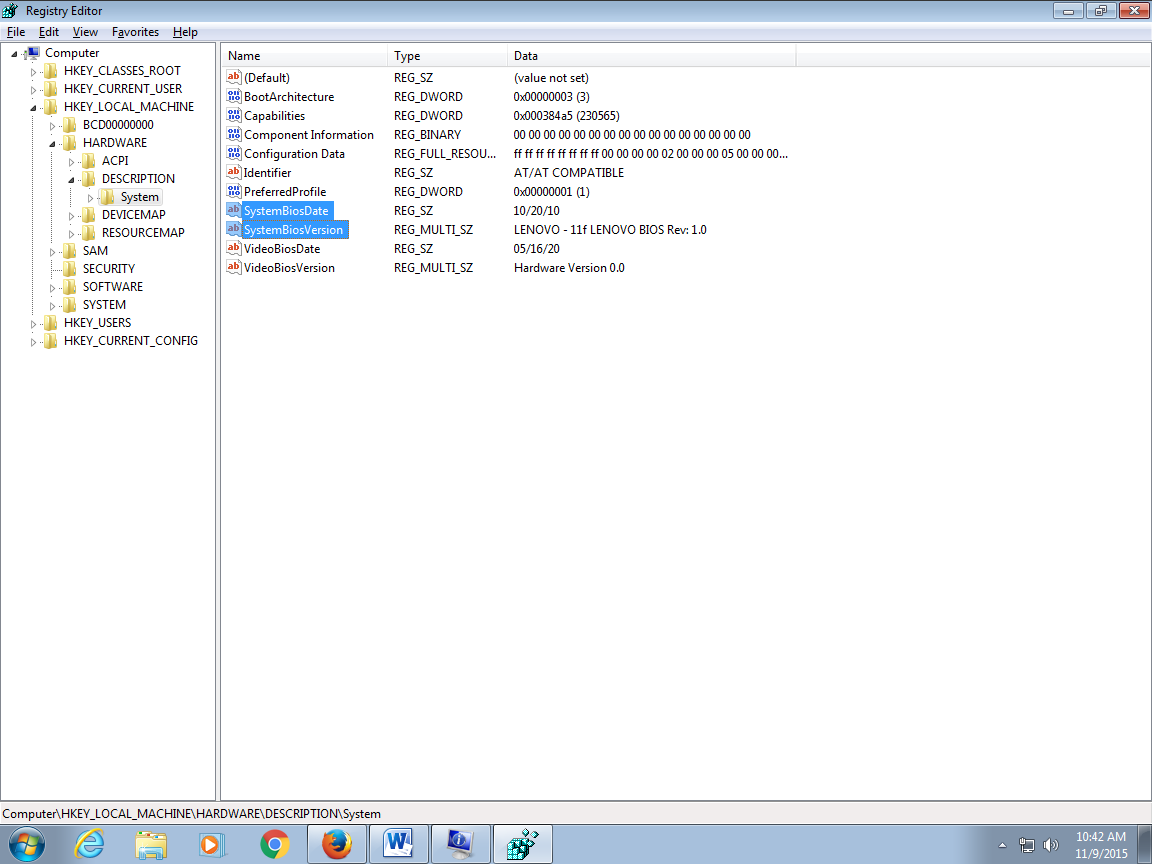 Registry Editor
File Edit View Favorites Help
Computer
HKEY_CLASSES_ROOT
HKEY_CURRENT_USER
HKEY_LOCAL_MACHINE
BCD00000000
HARDWARE
ACPI
DESCRIPTION
System
DEVICEMAP
RESOURCEMAP
SAM
SECURITY
SOFTWARE
SYSTEM
HKEY_USERS
HKEY_CURRENT_CONFIG
Name Type Data
(Default) REG_SZ (value not set)
BootArchitecture REG_DWORD 0x00000003 (3)
Capabilities REG_DWORD 0x000384a5 (230565)
Component Information REG_BINARY 00 00 00 00 00 00 00 00 00 00 00 00 00 00 00 00
Configuration Data REG_FULL_RESOU... ff ff ff ff ff ff ff ff 00 00 00 00 02 00 00 00 05 00 00 00...
Identifier REG_SZ AT/AT COMPATIBLE
PreferredProfile REG_DWORD 0x00000001 (1)
SystemBiosDate REG_SZ 10/20/10
SystemBiosVersion REG_MULTI_SZ LENOVO - 11f LENOVO BIOS Rev: 1.0
VideoBiosDate REG_SZ 05/16/20
VideoBiosVersion REG_MULTI_SZ Hardware Version 0.0
Computer\HKEY_LOCAL_MACHINE\HARDWARE\DESCRIPTION\System
10:42 AM
11/9/2015